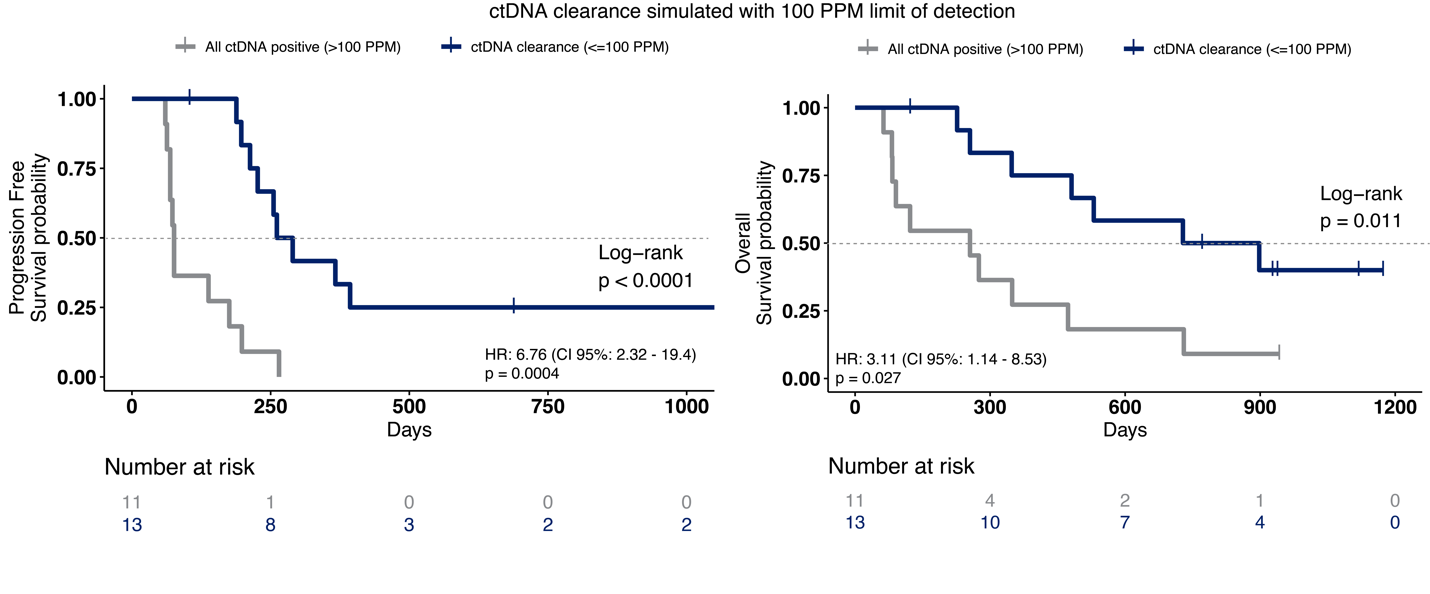 ctDNA clearance simulated with 100 PPM limit of detection
All ctDNA positive (>100 PPM) ctDNA clearance (<=100 PPM)
1.00
0.75
0.50
0.25
0.00
Progression Free
Survival probability
Log−rank
p < 0.0001
HR: 6.76 (CI 95%: 2.32 - 19.4)
p = 0.0004
0 250 500 750 1000
Days
Number at risk
11 1 0 0 0
13 8 3 2 2
All ctDNA positive (>100 PPM) ctDNA clearance (<=100 PPM)
1.00
0.75
0.50
0.25
0.00
Overall
Survival probability
Log−rank
p = 0.011
HR: 3.11 (CI 95%: 1.14 - 8.53)
p = 0.027
0 300 600 900 1200
Days
Number at risk
11 4 2 1 0
13 10 7 4 0